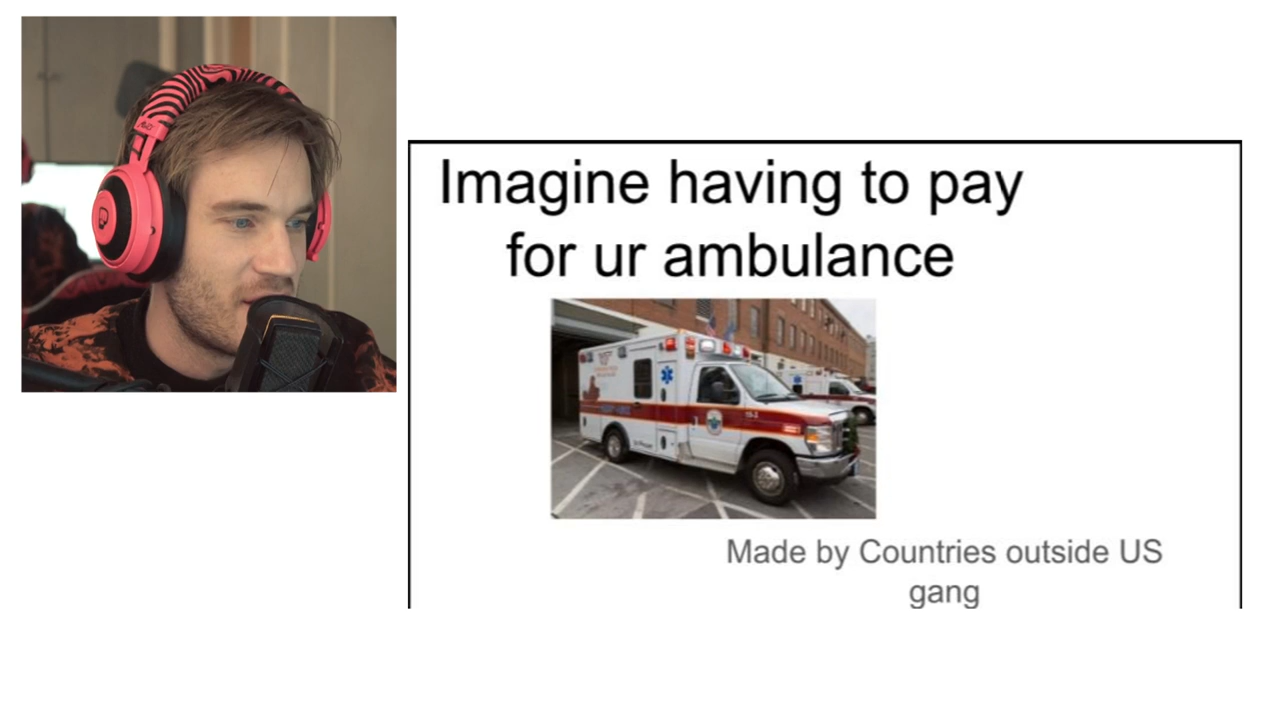 Imagine having to pay
for ur ambulance
Made by Countries outside US
gang